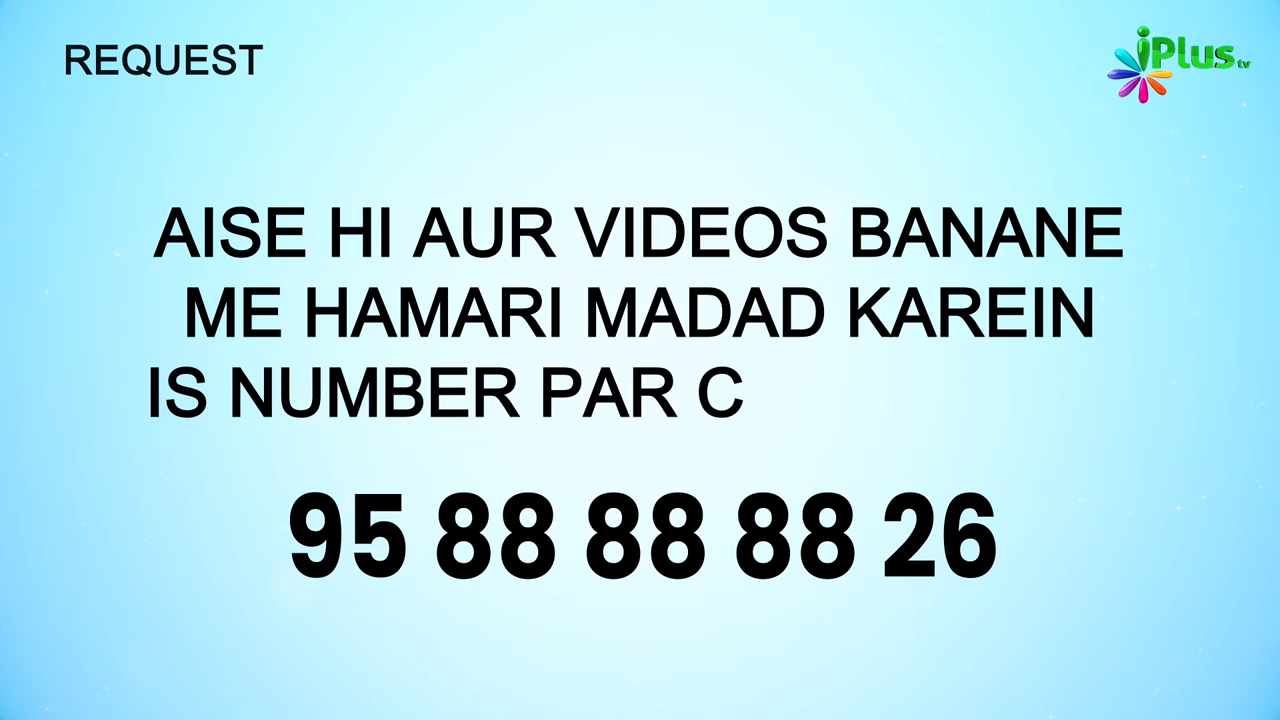 REQUEST
iPlus tv
AISE HI AUR VIDEOS BANANE
ME HAMARI MADAD KAREIN
IS NUMBER PAR C
95 88 88 88 26